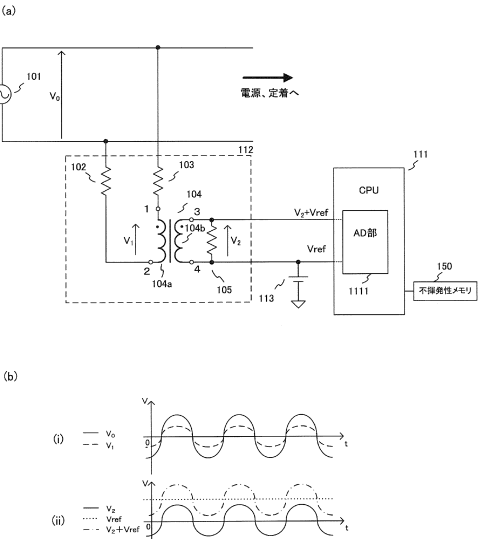 (a)
101
V₀
電源、定着へ
112
102
103
104
1
3
V₁
104b
V₂
2
4
104a
105
V₂+Vref
Vref
113
111
CPU
AD部
1111
150
不揮発性メモリ
(b)
(i)
V₀
V₁
V
0
t
(ii)
V₂
Vref
V₂+Vref
V
0
t